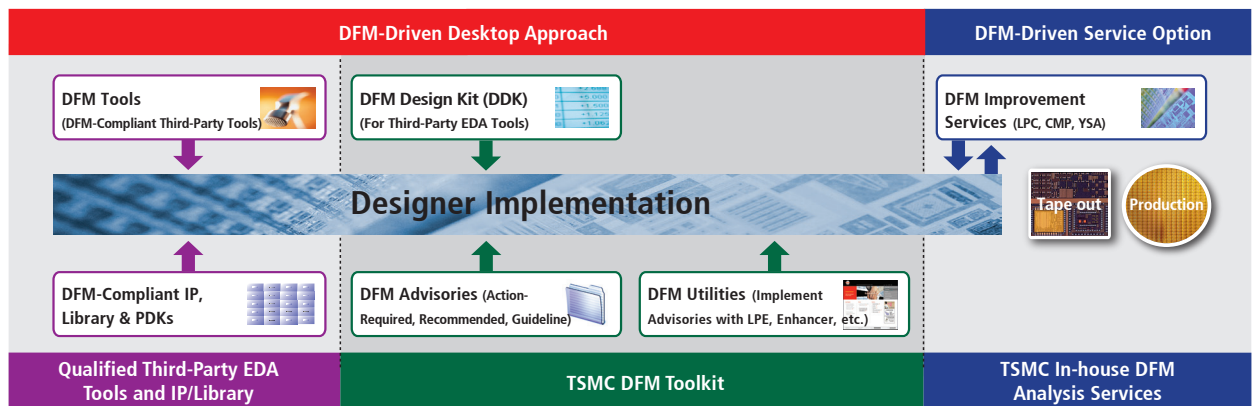 DFM-Driven Desktop Approach
DFM-Driven Service Option
DFM Tools
(DFM-Compliant Third-Party Tools)
DFM Design Kit (DDK)
(For Third-Party EDA Tools)
DFM Improvement
Services (LPC, CMP, YSA)
Designer Implementation
Tape out
Production
DFM-Compliant IP,
Library & PDKs
DFM Advisories (Action-
Required, Recommended, Guideline)
DFM Utilities (Implement
Advisories with LPE, Enhancer, etc.)
Qualified Third-Party EDA
Tools and IP/Library
TSMC DFM Toolkit
TSMC In-house DFM
Analysis Services